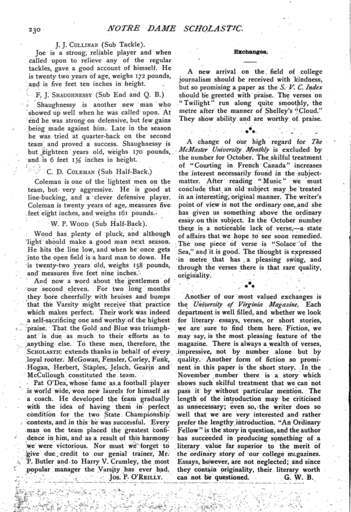 230 NOTRE DAME SCHOLASTIC.
J. J. CULLINAN (Sub Tackle).
Joe is a strong, reliable player and when
called upon to relieve any of the regular
tackles, gave a good account of himself. He
is twenty two years of age, weighs 172 pounds,
and is five feet ten inches in height.
F. J. SHAUGHNESSY (Sub End and Q. B.)
Shaughnessy is another new man who
showed up well when he was called upon. At
end he was strong on defensive, but few gains
being made against him. Late in the season
he was tried at quarter-back on the second
team and proved a success. Shaughnessy is
but eighteen years old, weighs 170 pounds,
and is 6 feet 1½ inches in height.
C. D. COLEMAN (Sub Half-Back.)
Coleman is one of the lightest men on the
team, but very aggressive. He is good at
line-bucking, and a clever defensive player.
Coleman is twenty years of age, measures five
feet eight inches, and weighs 161 pounds.
W. P. WOOD (Sub Half-Back).
Wood has plenty of pluck, and although
light should make a good man next season.
He hits the line low, and when he once gets
into the open field is a hard man to down. He
is twenty-two years old, weighs 158 pounds,
and measures five feet nine inches.
And now a word about the gentlemen of
our second eleven. For two long months
they bore cheerfully with bruises and bumps
that the Varsity might receive that practice
which makes perfect. Their work was indeed
a self-sacrificing one and worthy of the highest
praise. That the Gold and Blue was triumph-
ant is due as much to their efforts as to
anything else. To these men, therefore, the
SCHOLASTIC extends thanks in behalf of every
loyal rooter. McGowan, Fensler, Curley, Funk,
Hogan, Herbert, Staples, Jelsch, Gearin and
McCullough constituted the team.
Pat O'Dea, whose fame as a football player
is world wide, won new laurels for himself as
a coach. He developed the team gradually
with the idea of having them in perfect
condition for the two State Championship
contests, and in this he was successful. Every
man on the team placed the greatest confi-
dence in him, and as a result of this harmony
we were victorious. Nor must we forget to
give due credit to our genial trainer, Mr.
P. Butler and to Harry V. Crumley, the most
popular manager the Varsity has ever had.
JOS. P. O'REILLY.
Exchanges.
A new arrival on the field of college
journalism should be received with kindness,
but so promising a paper as the S. V. C. Index
should be greeted with praise. The verses on
"Twilight" run along quite smoothly, the
metre after the manner of Shelley's "Cloud."
They show ability and are worthy of praise.
A change of our high regard for The
McMaster University Monthly is excluded by
the number for October. The skilful treatment
of "Courting in French Canada" increases
the interest necessarily found in the subject-
matter. After reading "Music" we must
conclude that an old subject may be treated
in an interesting, original manner. The writer's
point of view is not the ordinary one, and she
has given us something above the ordinary
essay on this subject. In the October number
there is a noticeable lack of verse,—a state
of affairs that we hope to see soon remedied.
The one piece of verse is "Solace of the
Sea," and it is good. The thought is expressed
in metre that has a pleasing swing, and
through the verses there is that rare quality,
originality.
Another of our most valued exchanges is
the University of Virginia Magazine. Each
department is well filled, and whether we look
for literary essays, verses, or short stories,
we are sure to find them here. Fiction, we
may say, is the most pleasing feature of the
magazine. There is always a wealth of verses,
impressive, not by number alone but by
quality. Another form of fiction so promi-
nent in this paper is the short story. In the
November number there is a story which
shows such skilful treatment that we can not
pass it by without particular mention. The
length of the introduction may be criticised
as unnecessary; even so, the writer does so
well that we are very interested and rather
prefer the lengthy introduction. "An Ordinary
Fellow" is the story in question, and the author
has succeeded in producing something of a
literary value far superior to the merit of
the ordinary story of our college magazines.
Essays, however, are not neglected; and since
they contain originality, their literary worth
can not be questioned. G. W. B.